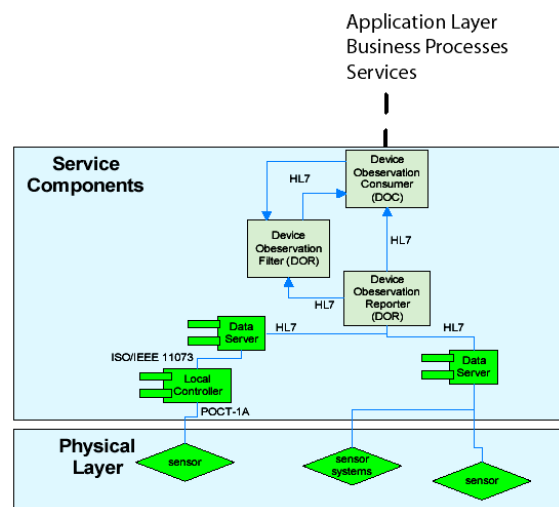 Application Layer
Business Processes
Services
Service
Components
Device
Obeservation
Consumer
(DOC)
HL7
Device
Obeservation
Filter (DOR)
HL7
HL7
Device
Obeservation
Reporter
(DOR)
Data
Server
HL7
HL7
ISO/IEEE 11073
Data
Server
Local
Controller
POCT-1A
Physical
Layer
sensor
sensor
systems
sensor